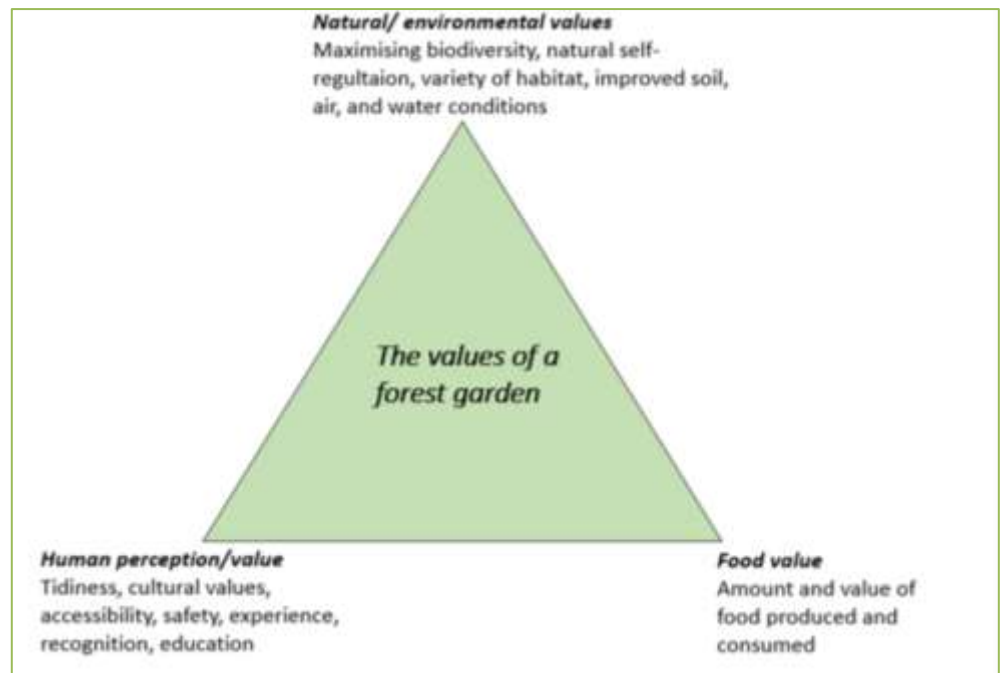 Natural/ environmental values
Maximising biodiversity, natural self-
regultaion, variety of habitat, improved soil,
air, and water conditions
The values of a
forest garden
Human perception/value
Tidiness, cultural values,
accessibility, safety, experience,
recognition, education
Food value
Amount and value of
food produced and
consumed